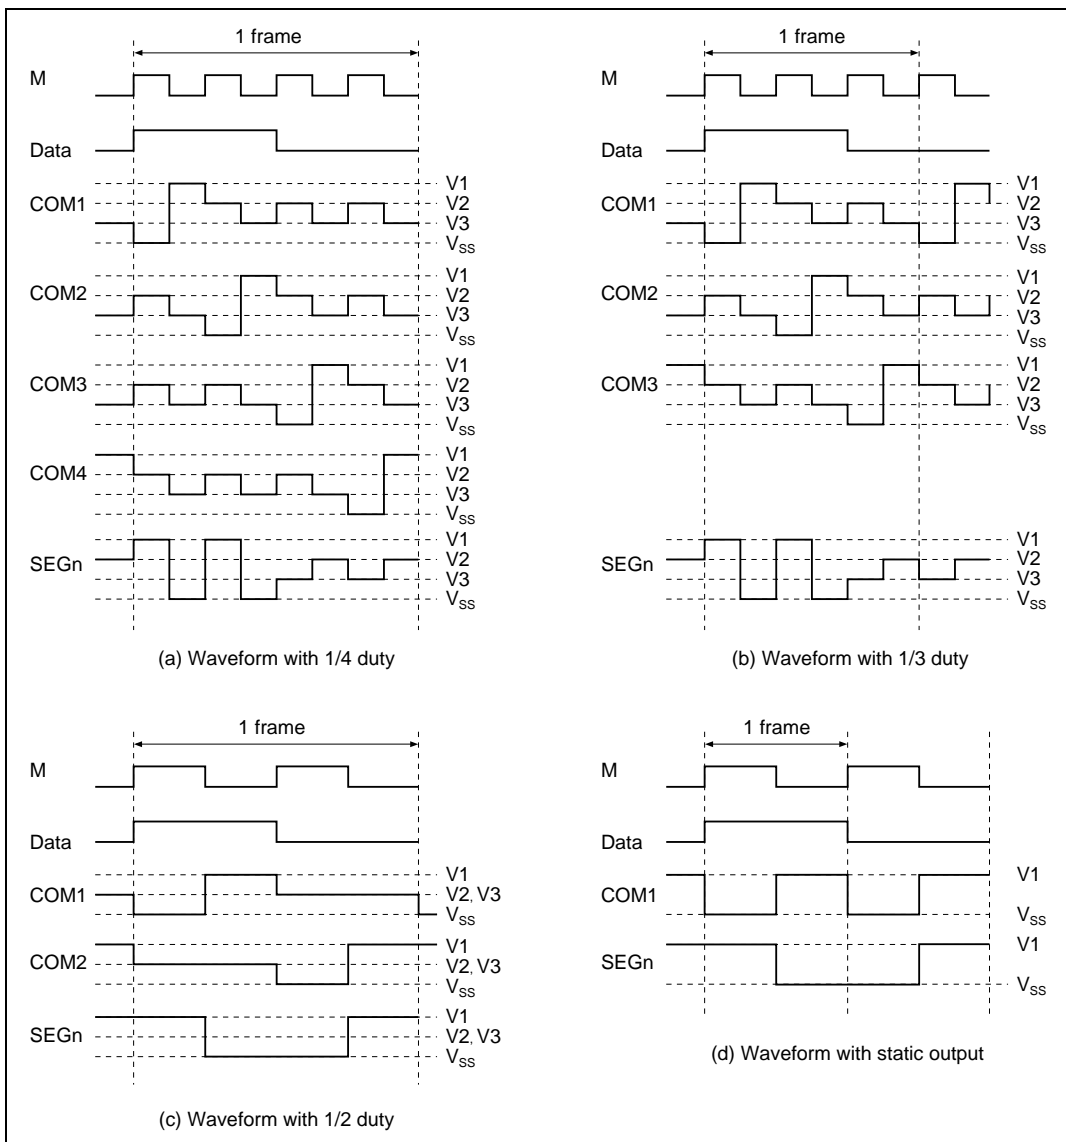 1 frame
M
Data
COM1
V1
V2
V3
VSS
COM2
V1
V2
V3
VSS
COM3
V1
V2
V3
VSS
COM4
V1
V2
V3
VSS
SEGn
V1
V2
V3
VSS
(a) Waveform with 1/4 duty
1 frame
M
Data
COM1
V1
V2
V3
VSS
COM2
V1
V2
V3
VSS
COM3
V1
V2
V3
VSS
SEGn
V1
V2
V3
VSS
(b) Waveform with 1/3 duty
1 frame
M
Data
COM1
V1
V2, V3
VSS
COM2
V1
V2, V3
VSS
SEGn
V1
V2, V3
VSS
(c) Waveform with 1/2 duty
1 frame
M
Data
COM1
V1
VSS
SEGn
V1
VSS
(d) Waveform with static output